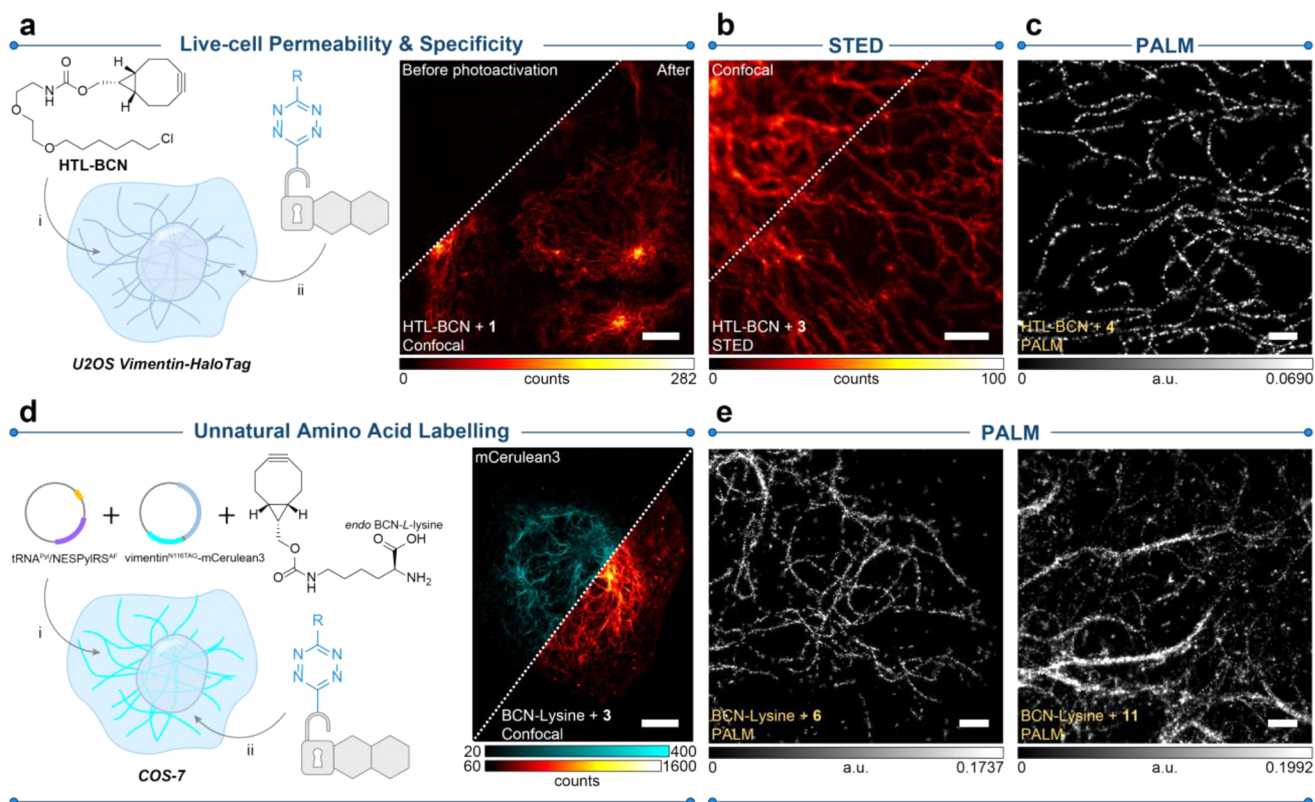 a
Live-cell Permeability & Specificity
H
O
N
H
O
H
O
O
Cl
HTL-BCN
R
N
N
N
N
i
ii
U2OS Vimentin-HaloTag
Before photoactivation
After
HTL-BCN + 1
Confocal
0
counts
282
b
STED
Confocal
HTL-BCN + 3
STED
0
counts
100
c
PALM
HTL-BCN + 4
PALM
0
a.u.
0.0690
d
Unnatural Amino Acid Labelling
+
+
tRNAᴾʸˡ/NESPylRSᴬᶠ
vimentinᴺ¹¹⁶ᵀᴬᴳ-mCerulean3
H
H
endo BCN-L-lysine
O
O
OH
O
N
H
NH₂
i
R
N
N
N
N
ii
COS-7
mCerulean3
BCN-Lysine + 3
Confocal
20
400
60
1600
counts
e
PALM
BCN-Lysine + 6
PALM
0
a.u.
0.1737
BCN-Lysine + 11
PALM
0
a.u.
0.1992